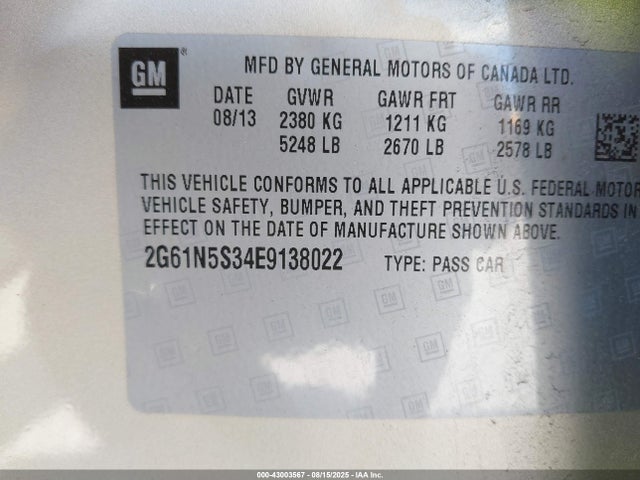 GM ®
MFD BY GENERAL MOTORS OF CANADA LTD.
DATE GVWR GAWR FRT GAWR RR
08/13 2380 KG 1211 KG 1169 KG
5248 LB 2670 LB 2578 LB
THIS VEHICLE CONFORMS TO ALL APPLICABLE U.S. FEDERAL MOTOR
VEHICLE SAFETY, BUMPER, AND THEFT PREVENTION STANDARDS IN
EFFECT ON THE DATE OF MANUFACTURE SHOWN ABOVE.
2G61N5S34E9138022 TYPE: PASS CAR
000-43003567 - 08/15/2025 - IAA Inc.